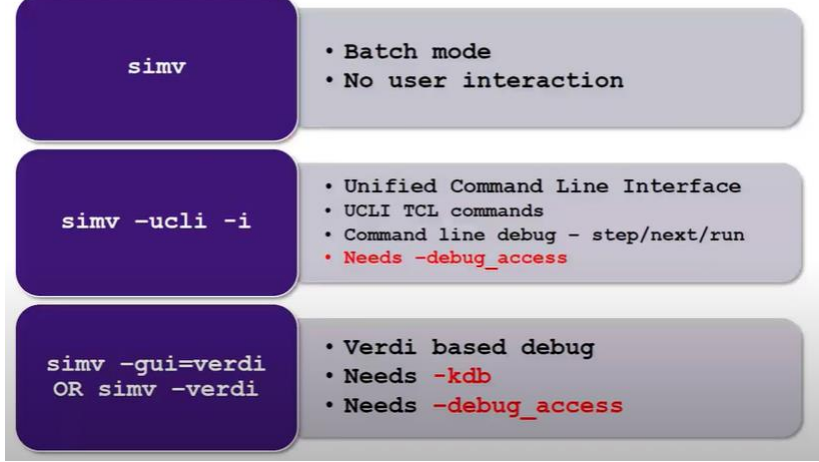 simv
• Batch mode
• No user interaction
simv –ucli -i
• Unified Command Line Interface
• UCLI TCL commands
• Command line debug – step/next/run
• Needs –debug_access
simv –gui=verdi
OR simv –verdi
• Verdi based debug
• Needs -kdb
• Needs –debug_access